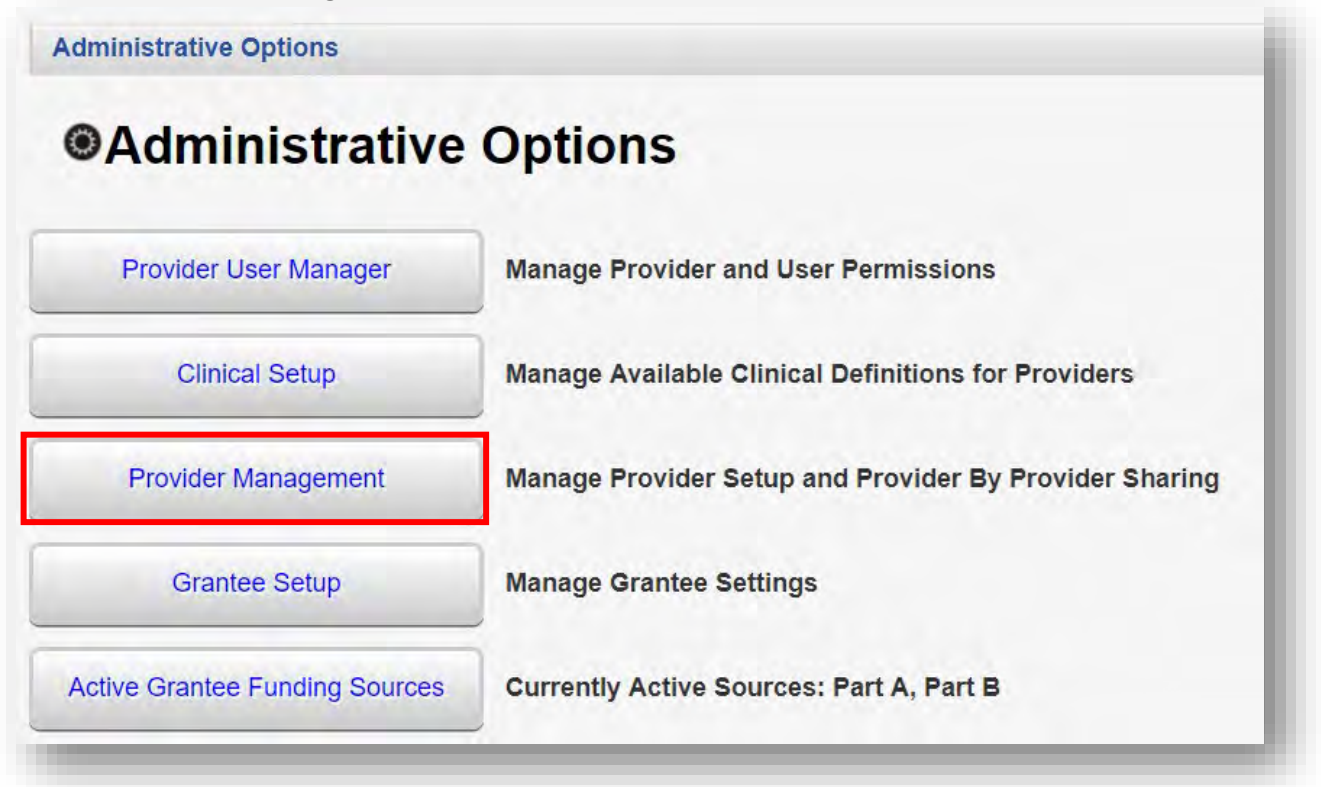 Administrative Options
Administrative Options
Provider User Manager Manage Provider and User Permissions
Clinical Setup Manage Available Clinical Definitions for Providers
Provider Management Manage Provider Setup and Provider By Provider Sharing
Grantee Setup Manage Grantee Settings
Active Grantee Funding Sources Currently Active Sources: Part A, Part B